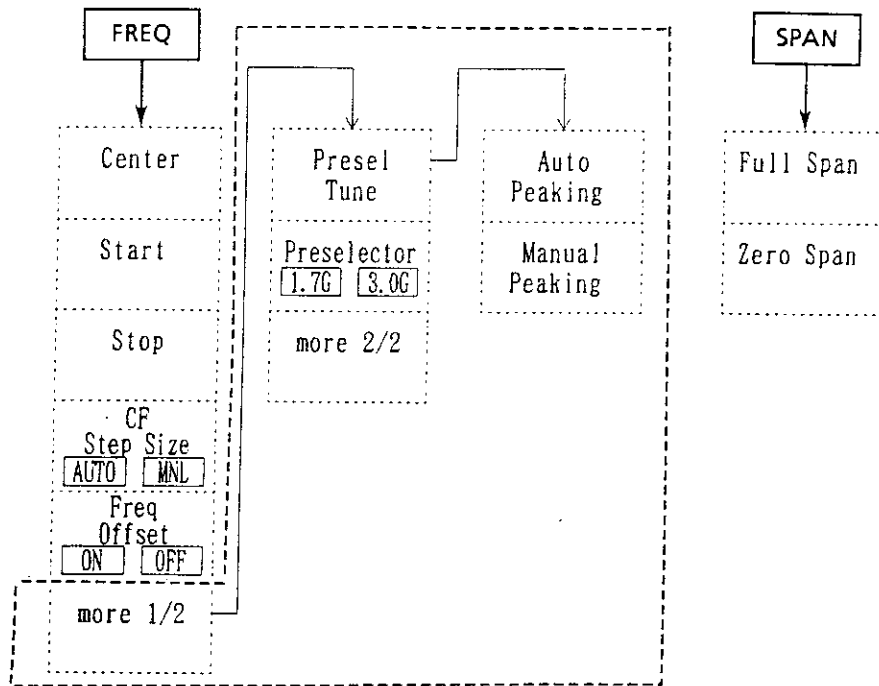 FREQ
Center
Start
Stop
CF
Step Size
AUTO MNL
Freq
Offset
ON OFF
more 1/2
Presel
Tune
Preselector
1.7G 3.0G
more 2/2
Auto
Peaking
Manual
Peaking
SPAN
Full Span
Zero Span